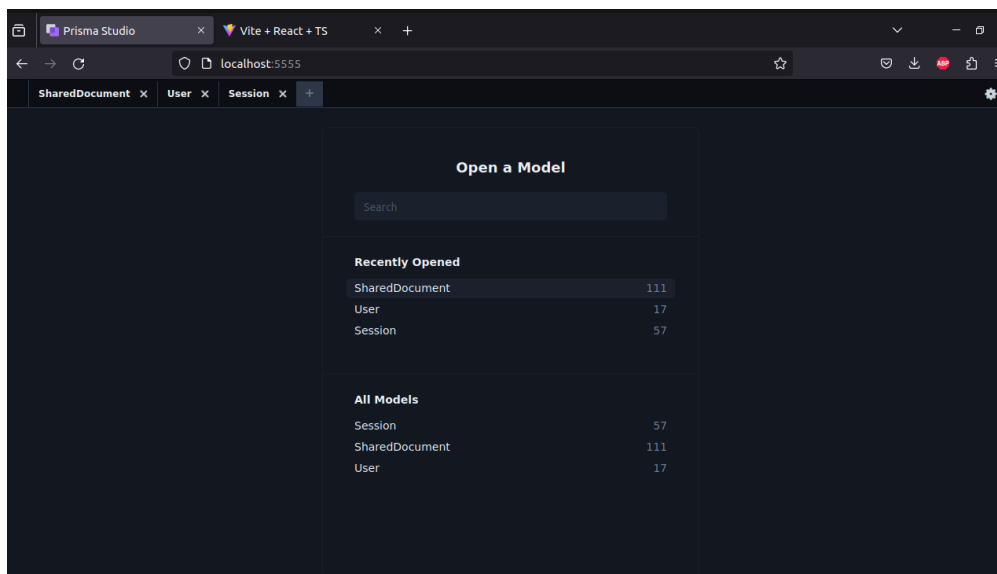 Prisma Studio × Vite + React + TS × +
localhost:5555 ABP
SharedDocument × User × Session × +
Open a Model
Search
Recently Opened
SharedDocument 111
User 17
Session 57
All Models
Session 57
SharedDocument 111
User 17